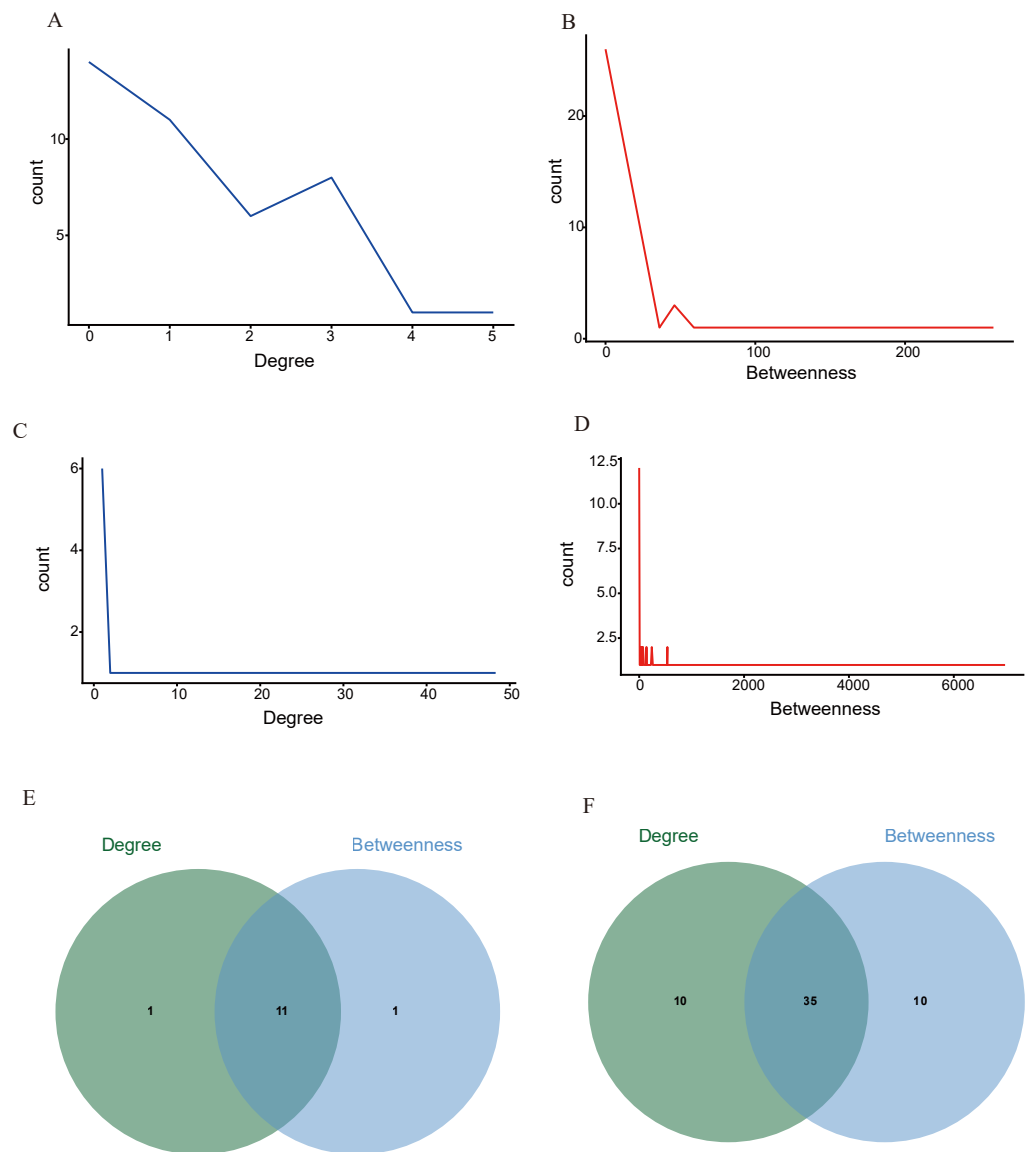 A
count
10
5
0 1 2 3 4 5
Degree
B
count
20
10
0
0 100 200
Betweenness
C
count
6
4
2
0 10 20 30 40 50
Degree
D
count
12.5
10.0
7.5
5.0
2.5
0 2000 4000 6000
Betweenness
E
Degree Betweenness
1 11 1
F
Degree Betweenness
10 35 10